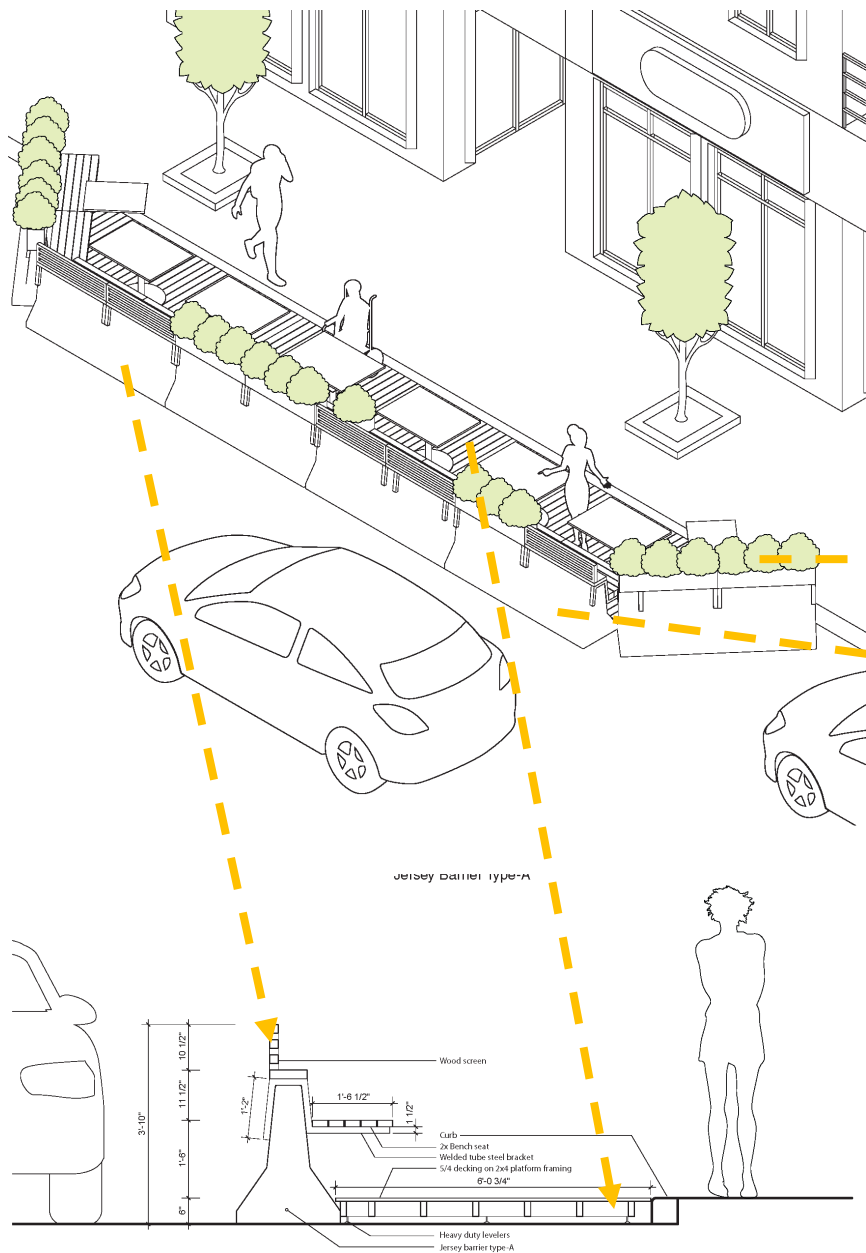 Jersey Barrier Type-A
10 1/2"
11 1/2"
1'-6"
6"
3'-10"
1'-2"
1'-6 1/2"
1 1/2"
Wood screen
Curb
2x Bench seat
Welded tube steel bracket
5/4 decking on 2x4 platform framing
6'-0 3/4"
Heavy duty levelers
Jersey barrier type-A